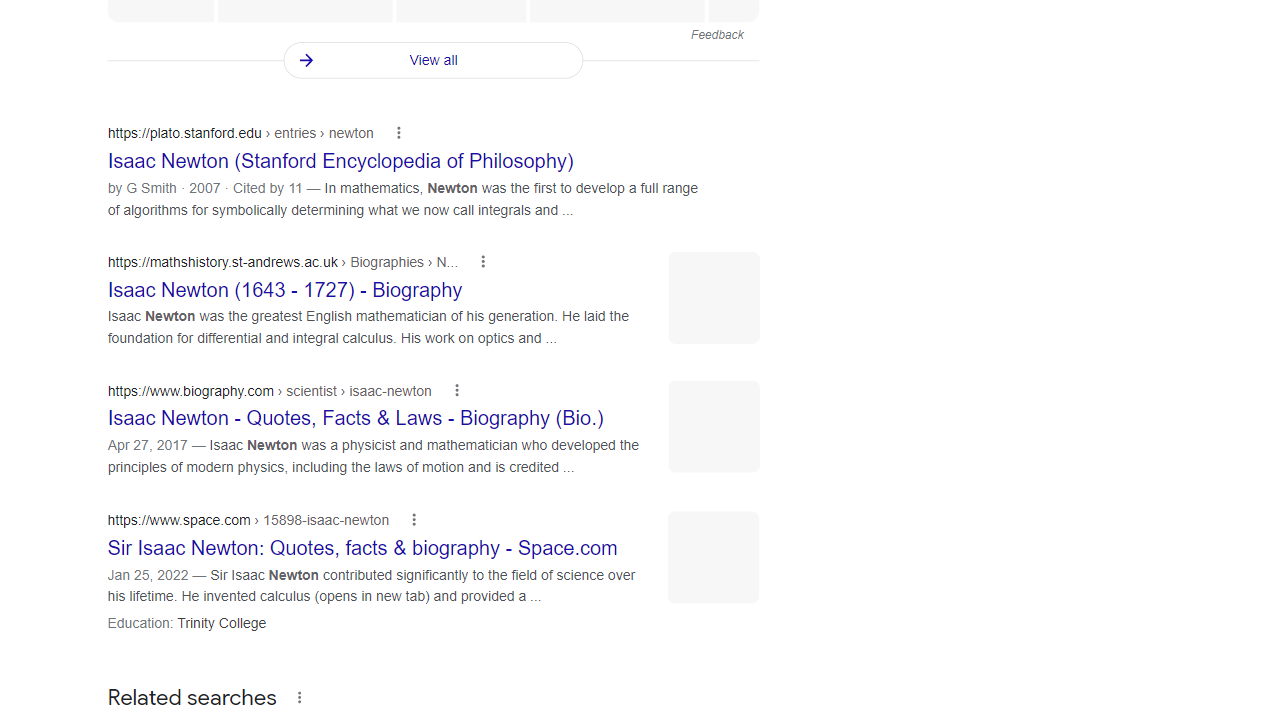 Feedback
View all
https://plato.stanford.edu › entries › newton
Isaac Newton (Stanford Encyclopedia of Philosophy)
by G Smith · 2007 · Cited by 11 — In mathematics, Newton was the first to develop a full range
of algorithms for symbolically determining what we now call integrals and ...
https://mathshistory.st-andrews.ac.uk › Biographies › N...
Isaac Newton (1643 - 1727) - Biography
Isaac Newton was the greatest English mathematician of his generation. He laid the
foundation for differential and integral calculus. His work on optics and ...
https://www.biography.com › scientist › isaac-newton
Isaac Newton - Quotes, Facts & Laws - Biography (Bio.)
Apr 27, 2017 — Isaac Newton was a physicist and mathematician who developed the
principles of modern physics, including the laws of motion and is credited ...
https://www.space.com › 15898-isaac-newton
Sir Isaac Newton: Quotes, facts & biography - Space.com
Jan 25, 2022 — Sir Isaac Newton contributed significantly to the field of science over
his lifetime. He invented calculus (opens in new tab) and provided a ...
Education: Trinity College
Related searches